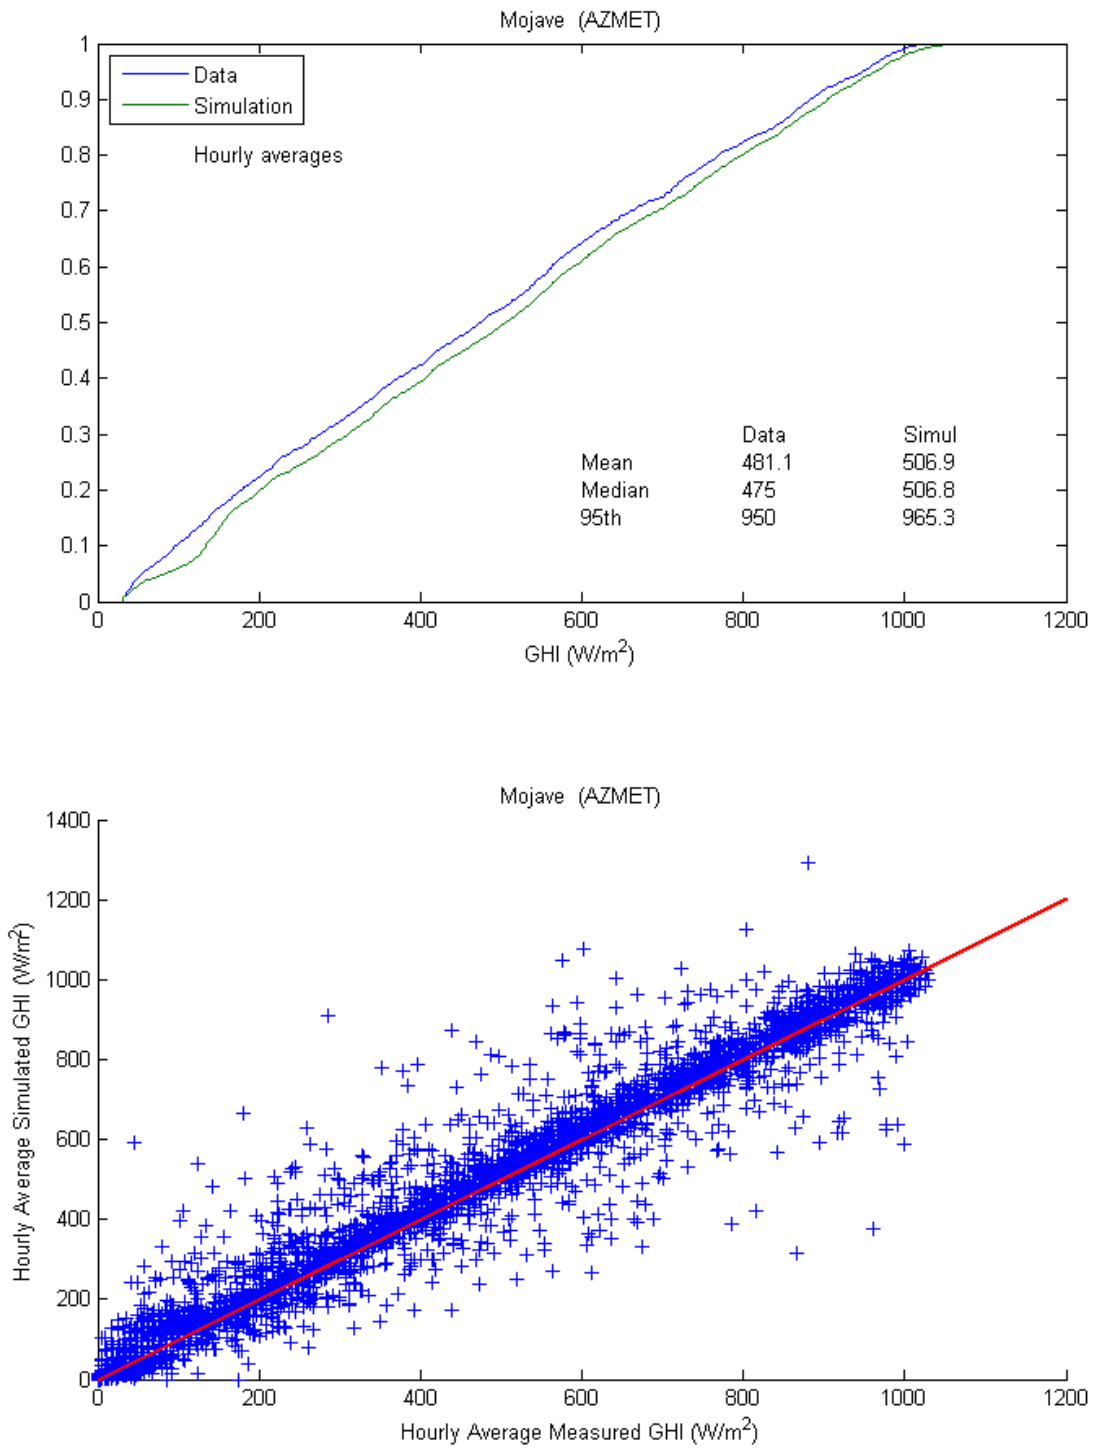 Mojave (AZMET)
1
0.9
0.8
0.7
0.6
0.5
0.4
0.3
0.2
0.1
0
Data
Simulation
Hourly averages
Data Simul
Mean 481.1 506.9
Median 475 506.8
95th 950 965.3
0 200 400 600 800 1000 1200
GHI (W/m²)
Mojave (AZMET)
1400
1200
1000
800
600
400
200
0
Hourly Average Simulated GHI (W/m²)
0 200 400 600 800 1000 1200
Hourly Average Measured GHI (W/m²)